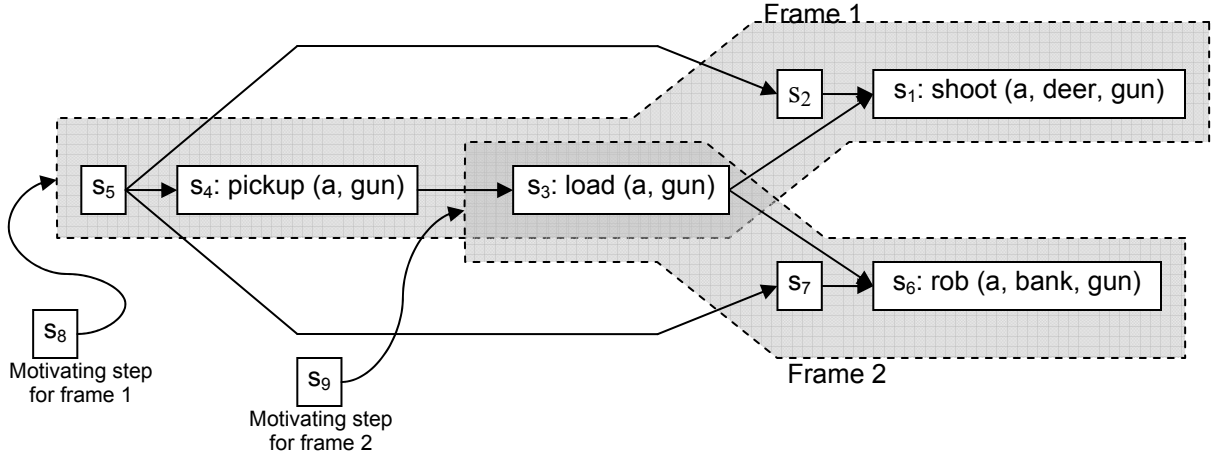 Frame 1
s₂
s₁: shoot (a, deer, gun)
s₅
s₄: pickup (a, gun)
s₃: load (a, gun)
s₇
s₆: rob (a, bank, gun)
s₈
Motivating step
for frame 1
s₉
Motivating step
for frame 2
Frame 2